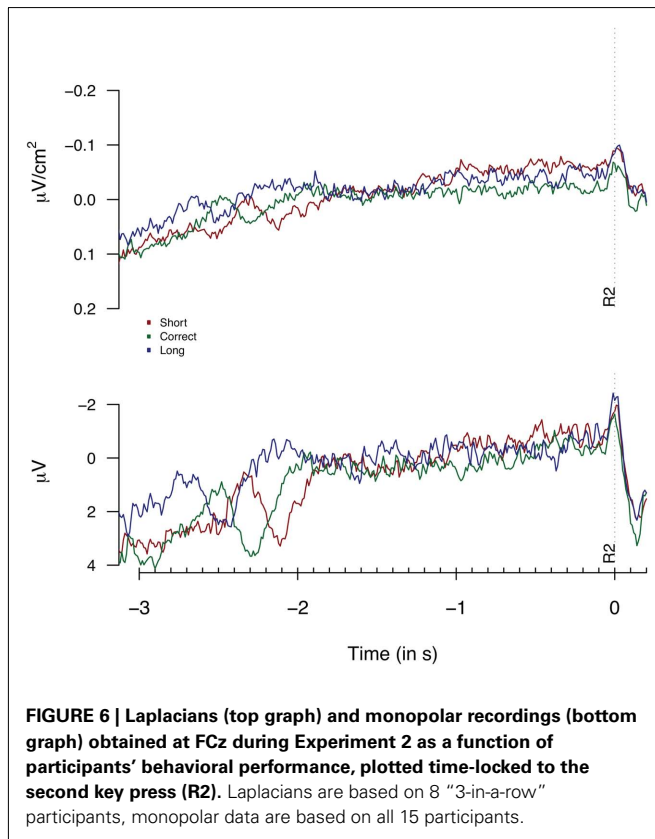 −0.2
−0.1
0.0
0.1
0.2
μV/cm²
R2
Short
Correct
Long
−2
0
2
4
μV
R2
−3 −2 −1 0
Time (in s)
FIGURE 6 | Laplacians (top graph) and monopolar recordings (bottom
graph) obtained at FCz during Experiment 2 as a function of
participants’ behavioral performance, plotted time-locked to the
second key press (R2). Laplacians are based on 8 “3-in-a-row”
participants, monopolar data are based on all 15 participants.